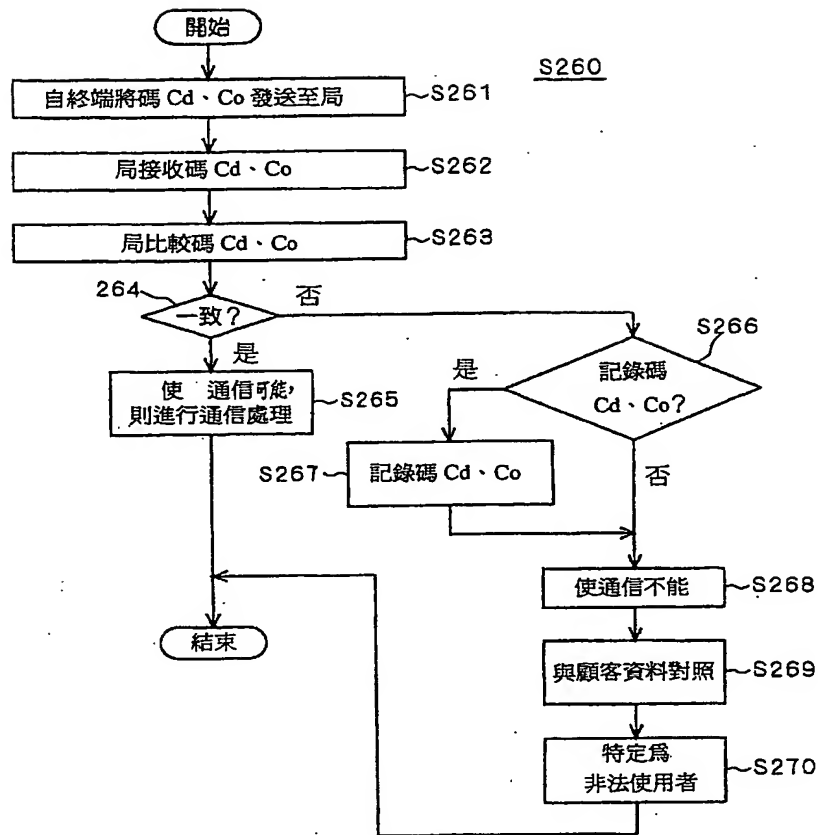 開始
S260
自終端將碼 Cd、Co 發送至局
S261
局接收碼 Cd、Co
S262
局比較碼 Cd、Co
S263
264
一致？
否
是
使 通信可能,
則進行通信處理
S265
S266
記錄碼
Cd、Co？
是
否
S267
記錄碼 Cd、Co
使通信不能
S268
與顧客資料對照
S269
特定爲
非法使用者
S270
結束